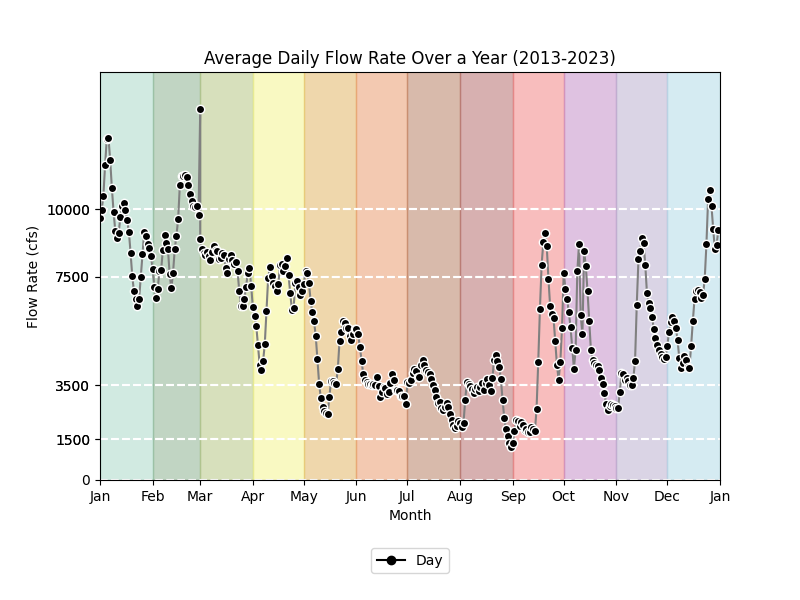 Average Daily Flow Rate Over a Year (2013-2023)
Flow Rate (cfs)
10000
7500
3500
1500
0
Jan Feb Mar Apr May Jun Jul Aug Sep Oct Nov Dec Jan
Month
Day